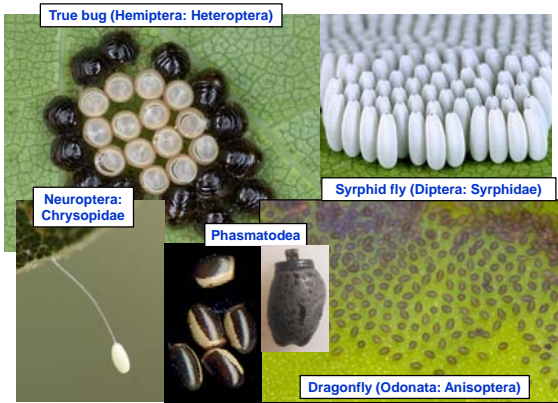 True bug (Hemiptera: Heteroptera)
Syrphid fly (Diptera: Syrphidae)
Neuroptera:
Chrysopidae
Phasmatodea
Dragonfly (Odonata: Anisoptera)